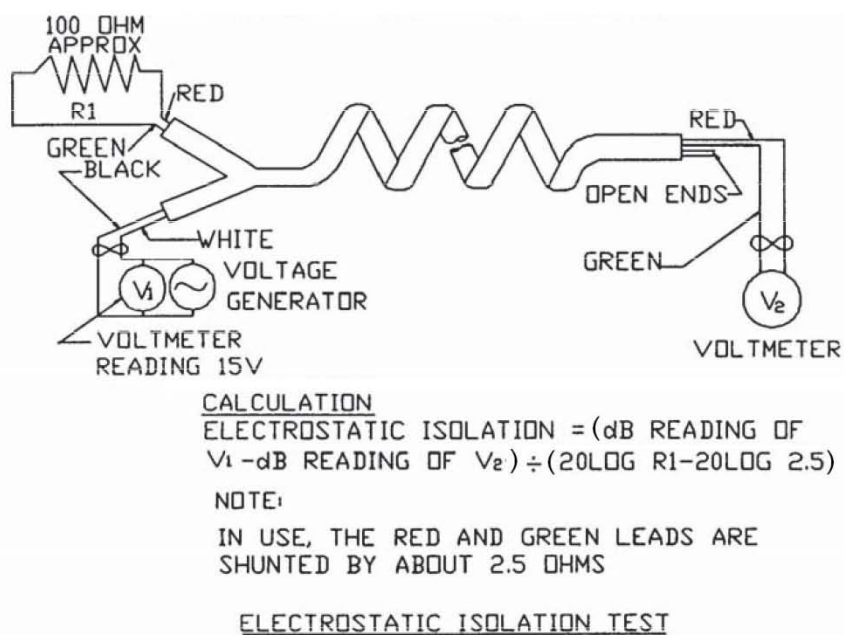 100 OHM
APPROX
R1
RED
GREEN
BLACK
WHITE
V1
VOLTAGE
GENERATOR
VOLTMETER
READING 15V
RED
OPEN ENDS
GREEN
V2
VOLTMETER
CALCULATION
ELECTROSTATIC ISOLATION = (dB READING OF
V1 -dB READING OF V2) ÷ (20LOG R1-20LOG 2.5)
NOTE:
IN USE, THE RED AND GREEN LEADS ARE
SHUNTED BY ABOUT 2.5 OHMS
ELECTROSTATIC ISOLATION TEST